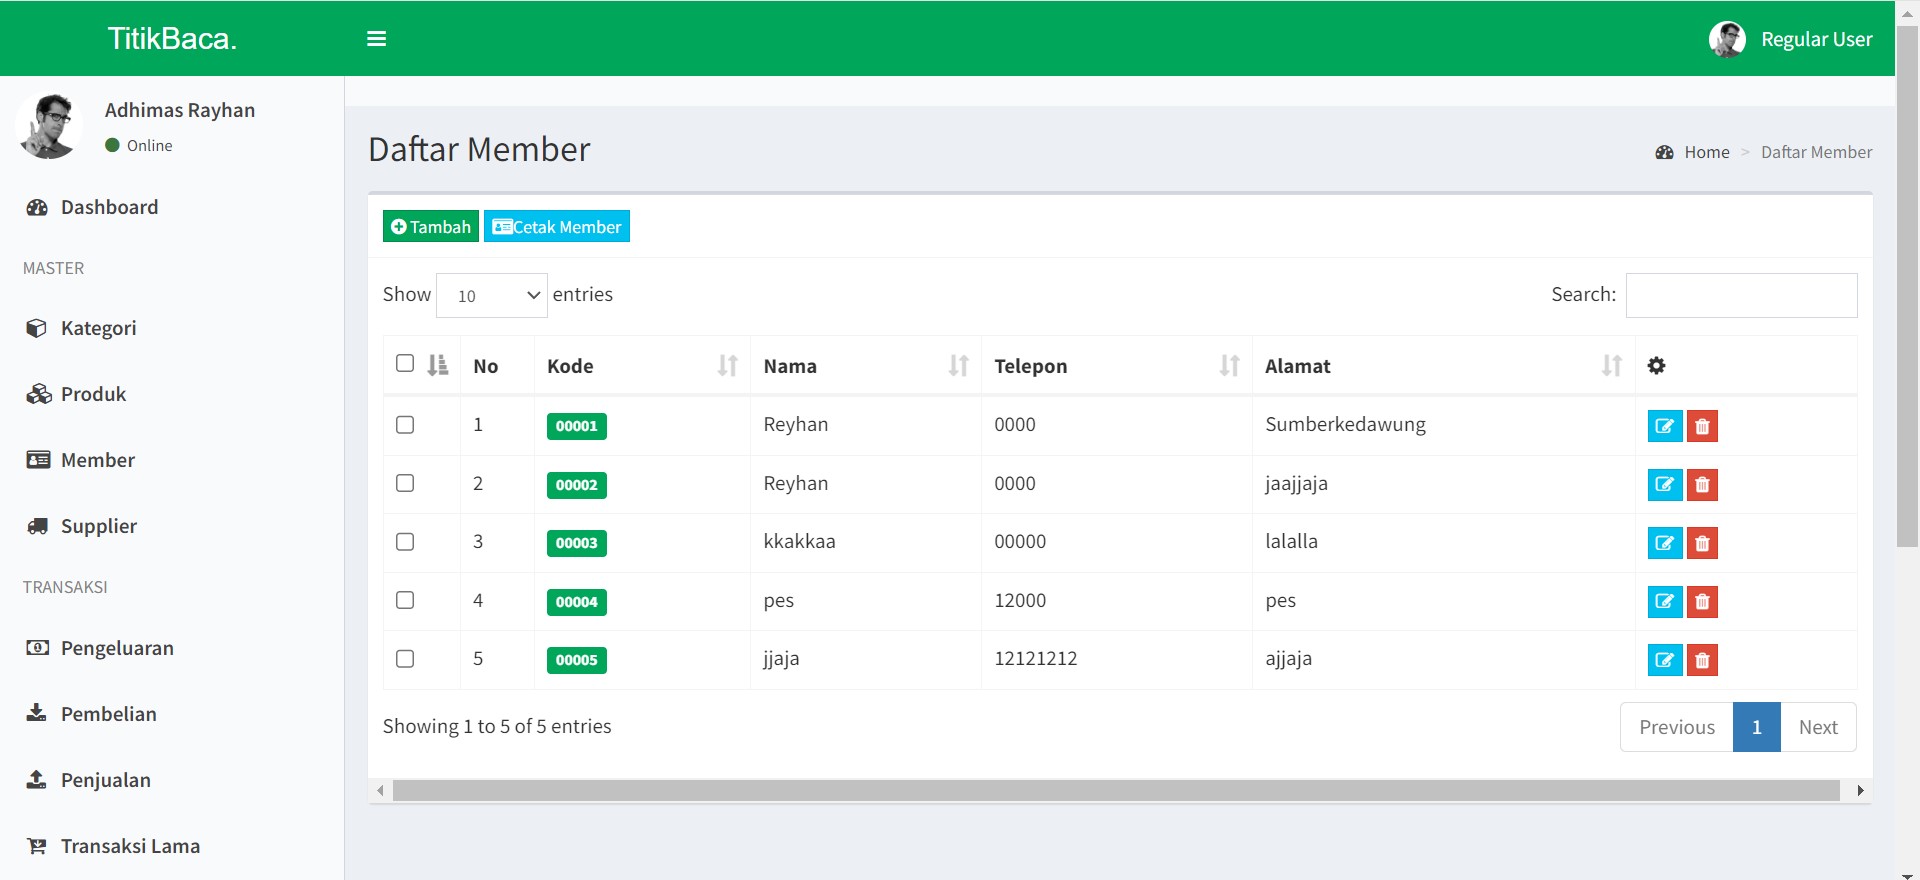 TitikBaca.
Regular User
Adhimas Rayhan
Online
Dashboard
MASTER
Kategori
Produk
Member
Supplier
TRANSAKSI
Pengeluaran
Pembelian
Penjualan
Transaksi Lama
Daftar Member
Home > Daftar Member
Tambah Cetak Member
Show 10 entries Search:
No Kode Nama Telepon Alamat
1 00001 Reyhan 0000 Sumberkedawung
2 00002 Reyhan 0000 jaajjaja
3 00003 kkakkaa 00000 lalalla
4 00004 pes 12000 pes
5 00005 jjaja 12121212 ajjaja
Showing 1 to 5 of 5 entries Previous 1 Next